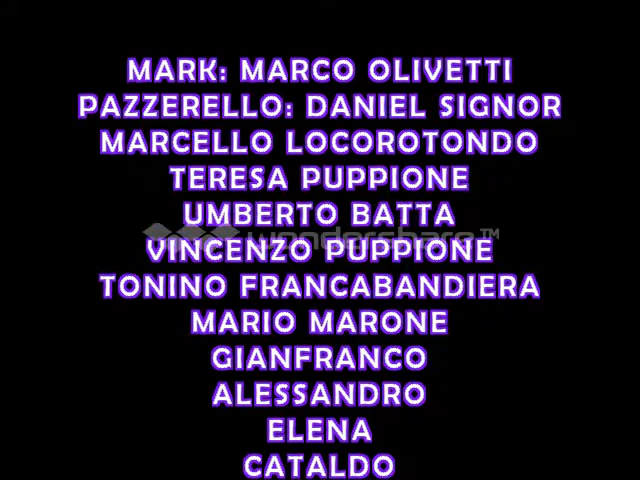 MARK: MARCO OLIVETTI
PAZZERELLO: DANIEL SIGNOR
MARCELLO LOCOROTONDO
TERESA PUPPIONE
UMBERTO BATTA
wondershare™
VINCENZO PUPPIONE
TONINO FRANCABANDIERA
MARIO MARONE
GIANFRANCO
ALESSANDRO
ELENA
CATALDO